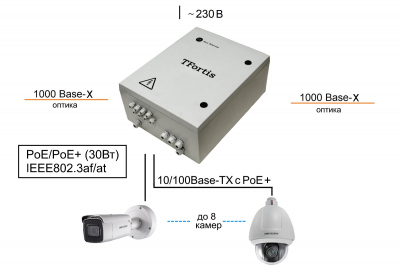 ~230В
TFortis
1000 Base-X
оптика
1000 Base-X
оптика
PoE/PoE+ (30Вт)
IEEE802.3af/at
10/100Base-TX с PoE+
до 8
камер